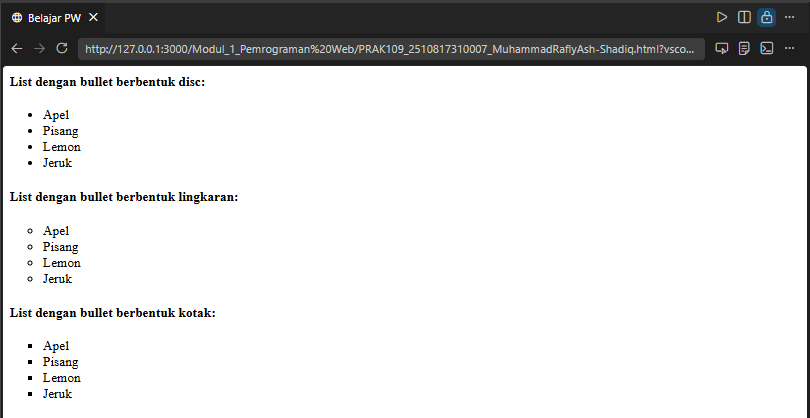 Belajar PW
http://127.0.0.1:3000/Modul_1_Pemrograman%20Web/PRAK109_2510817310007_MuhammadRafiyAsh-Shadiq.html?vsco...
List dengan bullet berbentuk disc:
Apel
Pisang
Lemon
Jeruk
List dengan bullet berbentuk lingkaran:
Apel
Pisang
Lemon
Jeruk
List dengan bullet berbentuk kotak:
Apel
Pisang
Lemon
Jeruk